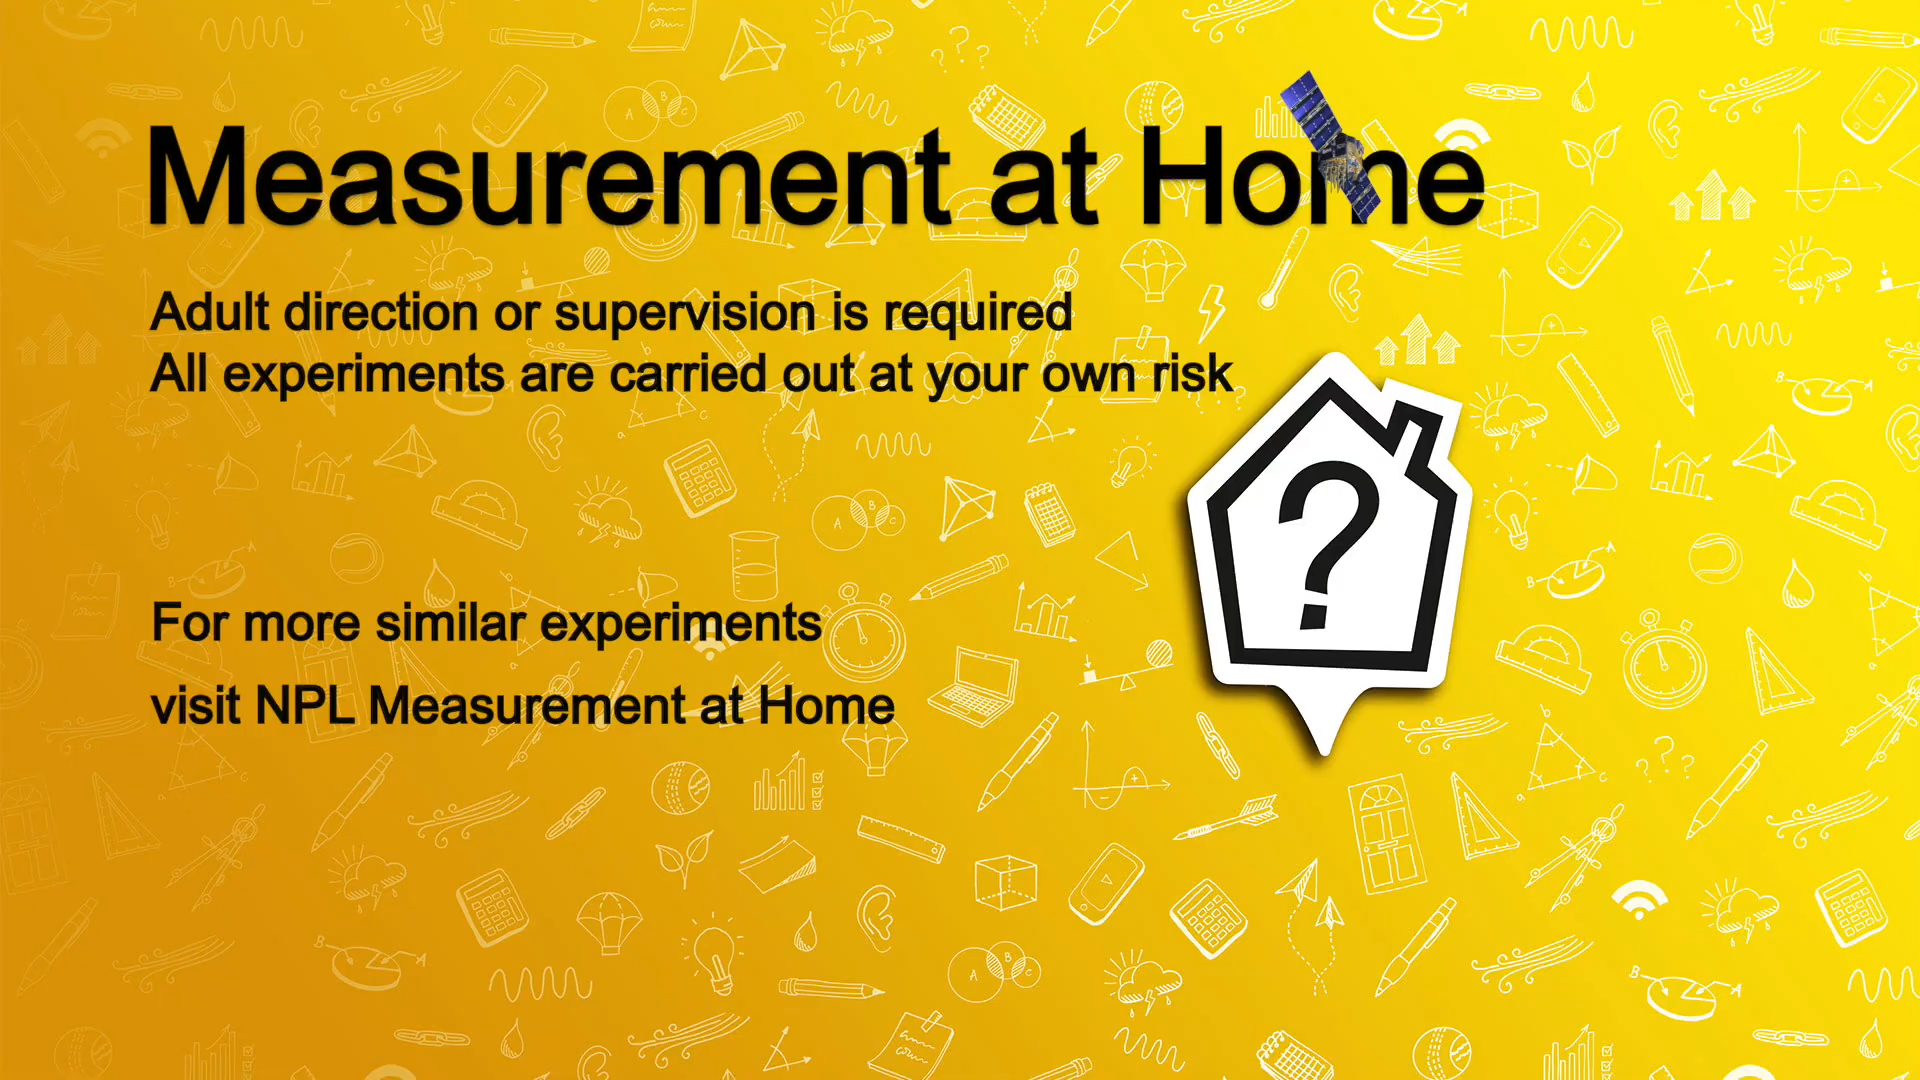 Measurement at Home
Adult direction or supervision is required
All experiments are carried out at your own risk
?
For more similar experiments
visit NPL Measurement at Home